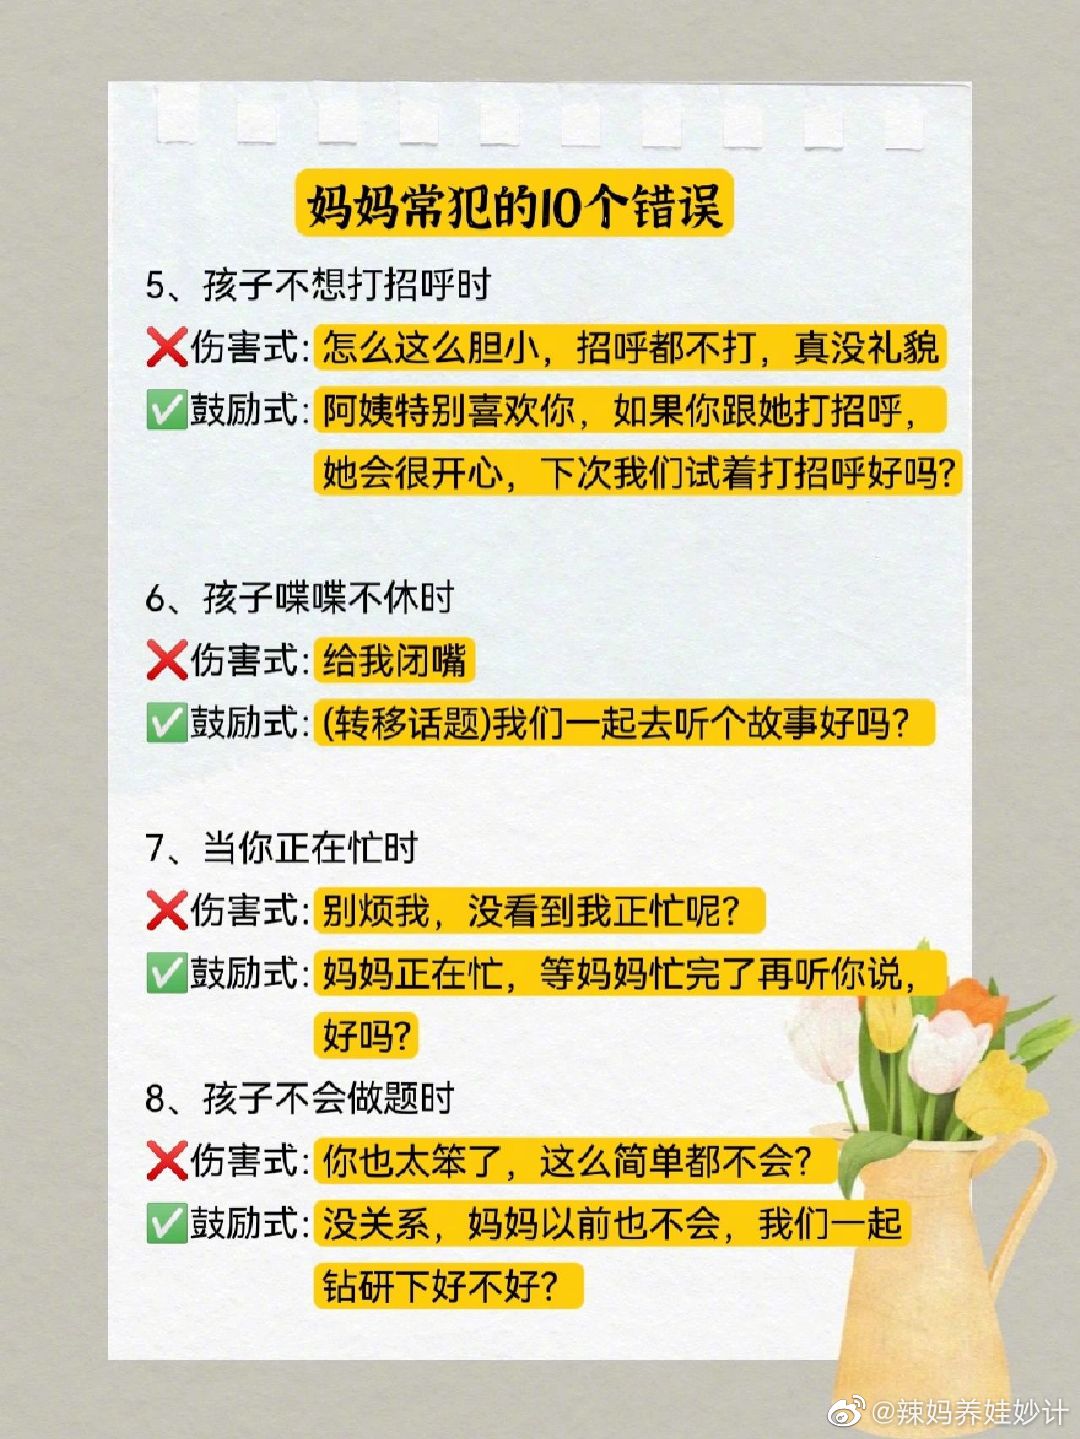 妈妈常犯的10个错误
5、孩子不想打招呼时
❌伤害式:怎么这么胆小，招呼都不打，真没礼貌
✅鼓励式:阿姨特别喜欢你，如果你跟她打招呼，
她会很开心，下次我们试着打招呼好吗?
6、孩子喋喋不休时
❌伤害式:给我闭嘴
✅鼓励式:(转移话题)我们一起去听个故事好吗?
7、当你正在忙时
❌伤害式:别烦我，没看到我正忙呢?
✅鼓励式:妈妈正在忙，等妈妈忙完了再听你说，
好吗?
8、孩子不会做题时
❌伤害式:你也太笨了，这么简单都不会?
✅鼓励式:没关系，妈妈以前也不会，我们一起
钻研下好不好?
@辣妈养娃妙计